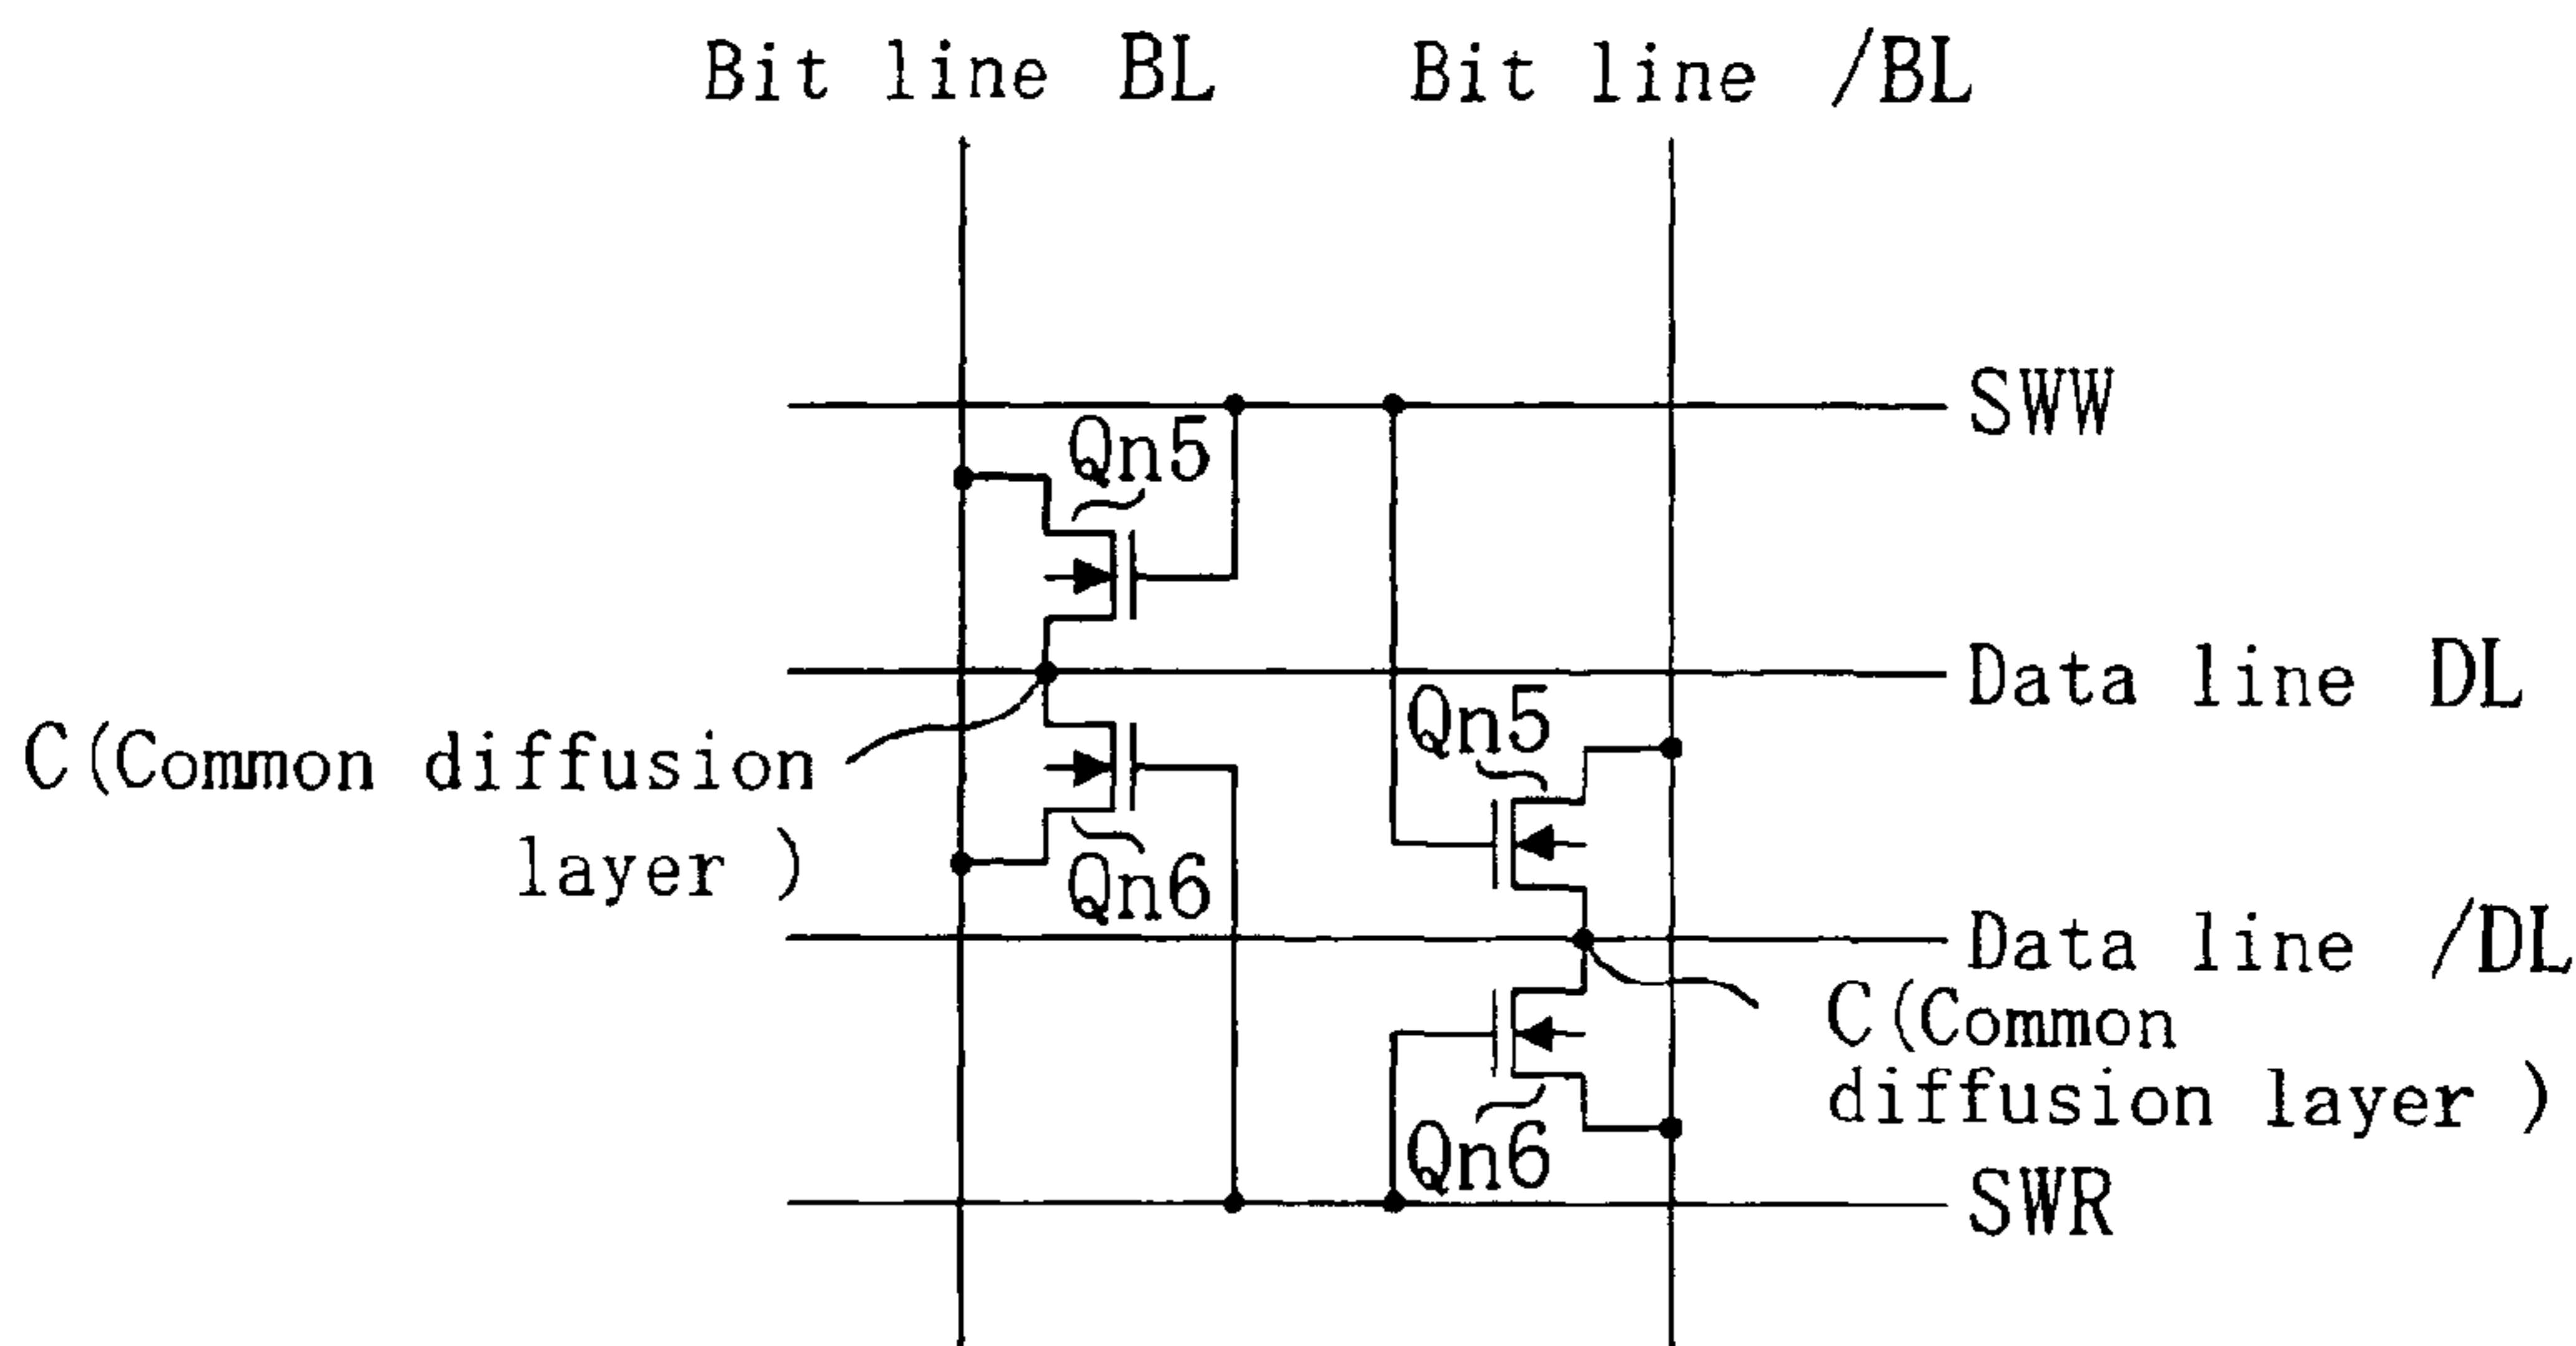 Bit line BL
Bit line /BL
SWW
Qn5
Data line DL
Qn5
C(Common diffusion
layer )
Qn6
Data line /DL
C(Common
diffusion layer )
Qn6
SWR